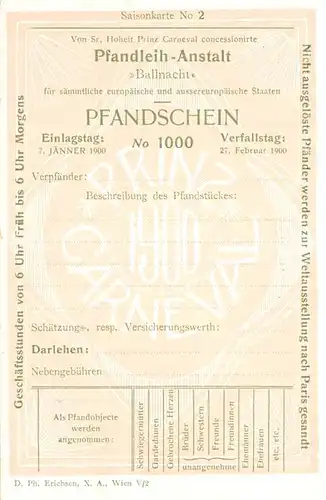 Saisonkarte No 2
Von Sr. Hoheit Prinz Carneval concessionirte
Pfandleih-Anstalt
»Ballnacht«
für sämmtliche europäische und aussereuropäische Staaten
PFANDSCHEIN
Einlagstag:
7. JÄNNER 1900
No 1000
Verfallstag:
27. Februar 1900
Verpfänder:
Beschreibung des Pfandstückes:
PRINZ
1900
CARNEVAL
Schätzungs-, resp. Versicherungswerth:
Darlehen:
Nebengebühren
Als Pfandobjecte
werden
angenommen:
Schwiegermütter
Gardedamen
Gebrochene Herzen
Brüder
Schwestern
Freunde
Freundinnen
unangenehme
Ehemänner
Ehefrauen
etc. etc.
Geschäftsstunden von 6 Uhr Früh bis 6 Uhr Morgens
Nicht ausgelöste Pfänder werden zur Weltausstellung nach Paris gesandt
D. Ph. Erichsen, X. A., Wien V/2